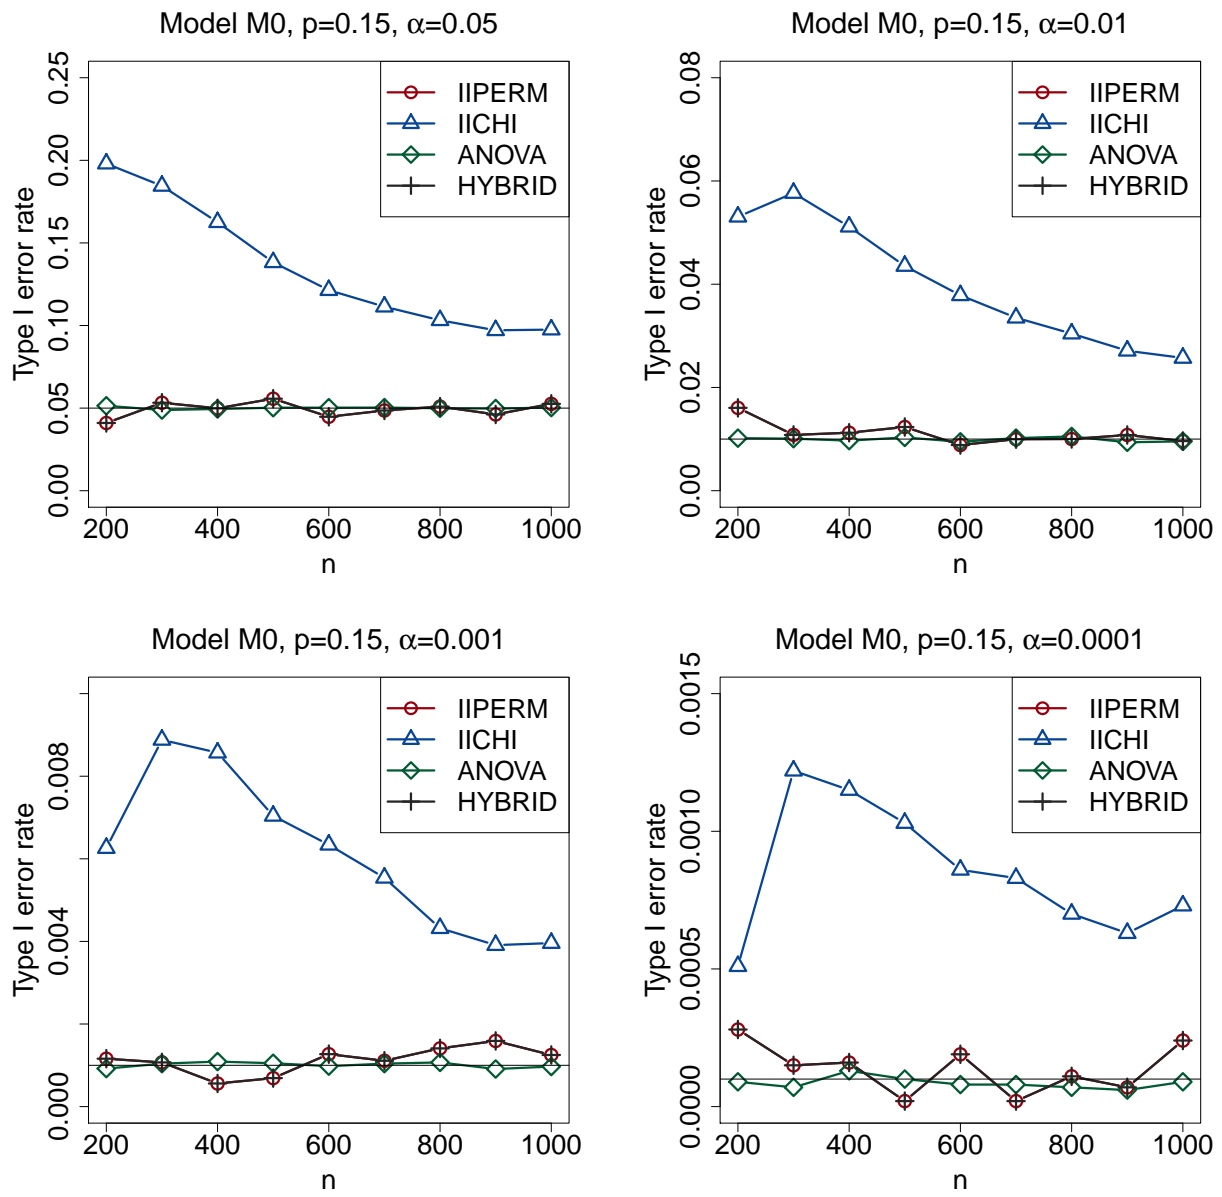 Model M0, p=0.15, α=0.05
Type I error rate
0.00 0.05 0.10 0.15 0.20 0.25
IIPERM
IICHI
ANOVA
HYBRID
200 400 600 800 1000
n
Model M0, p=0.15, α=0.01
Type I error rate
0.00 0.02 0.04 0.06 0.08
IIPERM
IICHI
ANOVA
HYBRID
200 400 600 800 1000
n
Model M0, p=0.15, α=0.001
Type I error rate
0.000 0.004 0.008
IIPERM
IICHI
ANOVA
HYBRID
200 400 600 800 1000
n
Model M0, p=0.15, α=0.0001
Type I error rate
0.0000 0.0005 0.0010 0.0015
IIPERM
IICHI
ANOVA
HYBRID
200 400 600 800 1000
n